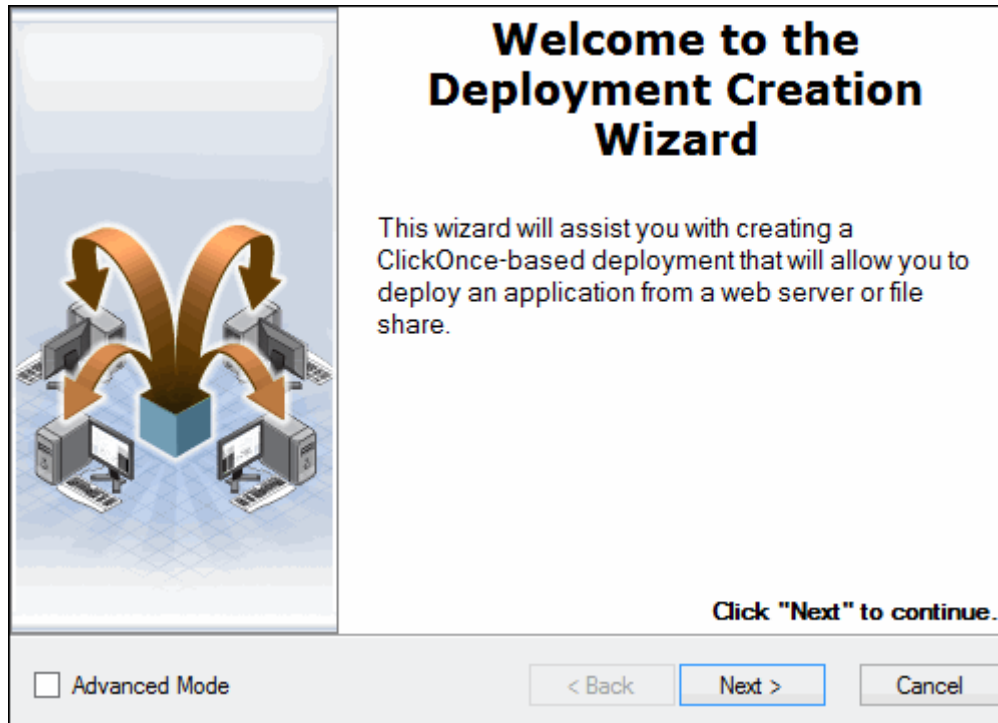 Welcome to the
Deployment Creation
Wizard
This wizard will assist you with creating a
ClickOnce-based deployment that will allow you to
deploy an application from a web server or file
share.
Click "Next" to continue.
Advanced Mode
< Back
Next >
Cancel